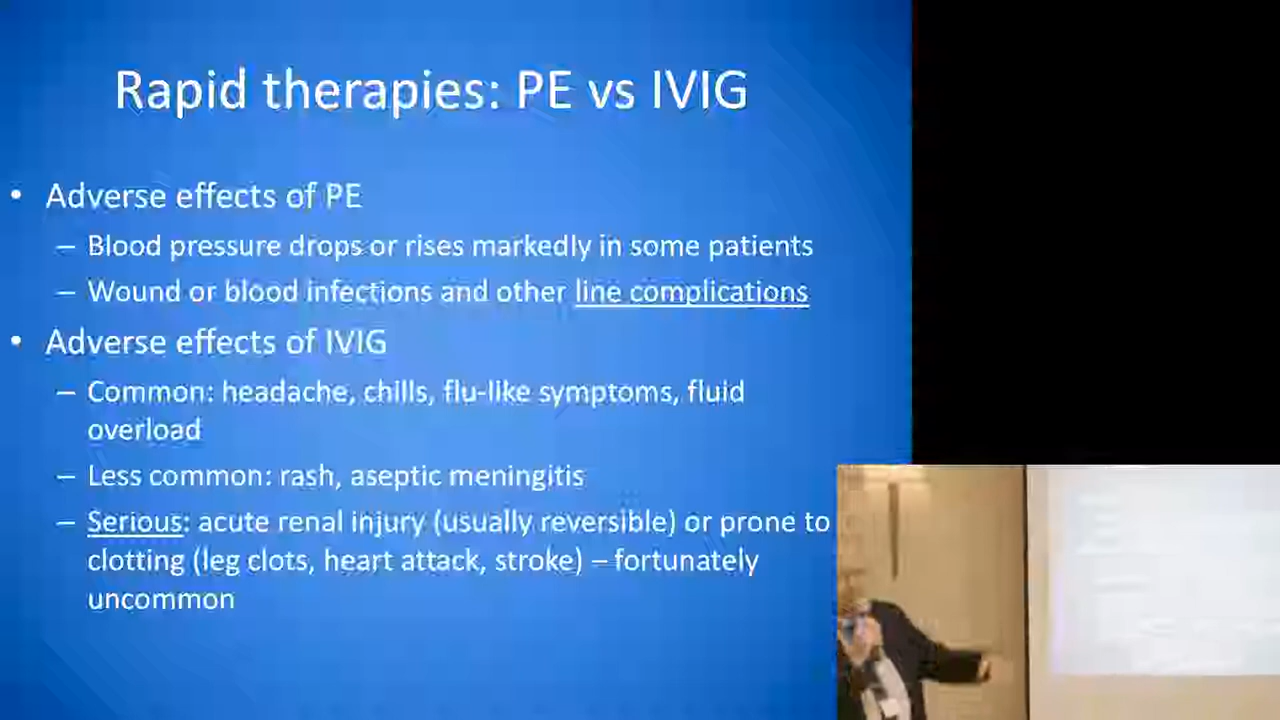 Rapid therapies: PE vs IVIG
• Adverse effects of PE
– Blood pressure drops or rises markedly in some patients
– Wound or blood infections and other line complications
• Adverse effects of IVIG
– Common: headache, chills, flu-like symptoms, fluid
overload
– Less common: rash, aseptic meningitis
– Serious: acute renal injury (usually reversible) or prone to
clotting (leg clots, heart attack, stroke) – fortunately
uncommon